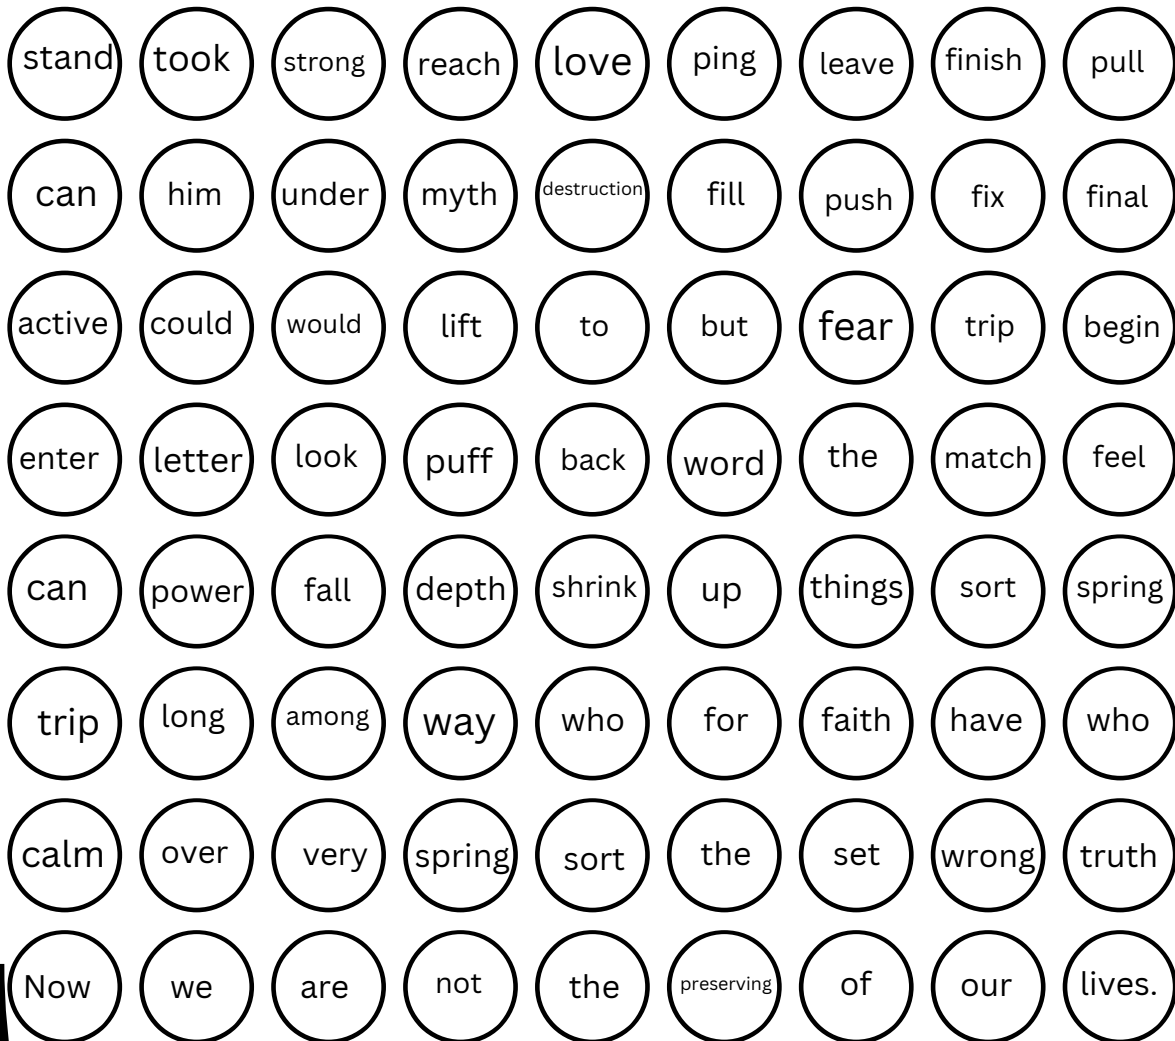 stand took strong reach love ping leave finish pull
can him under myth destruction fill push fix final
active could would lift to but fear trip begin
enter letter look puff back word the match feel
can power fall depth shrink up things sort spring
trip long among way who for faith have who
calm over very spring sort the set wrong truth
Now we are not the preserving of our lives.